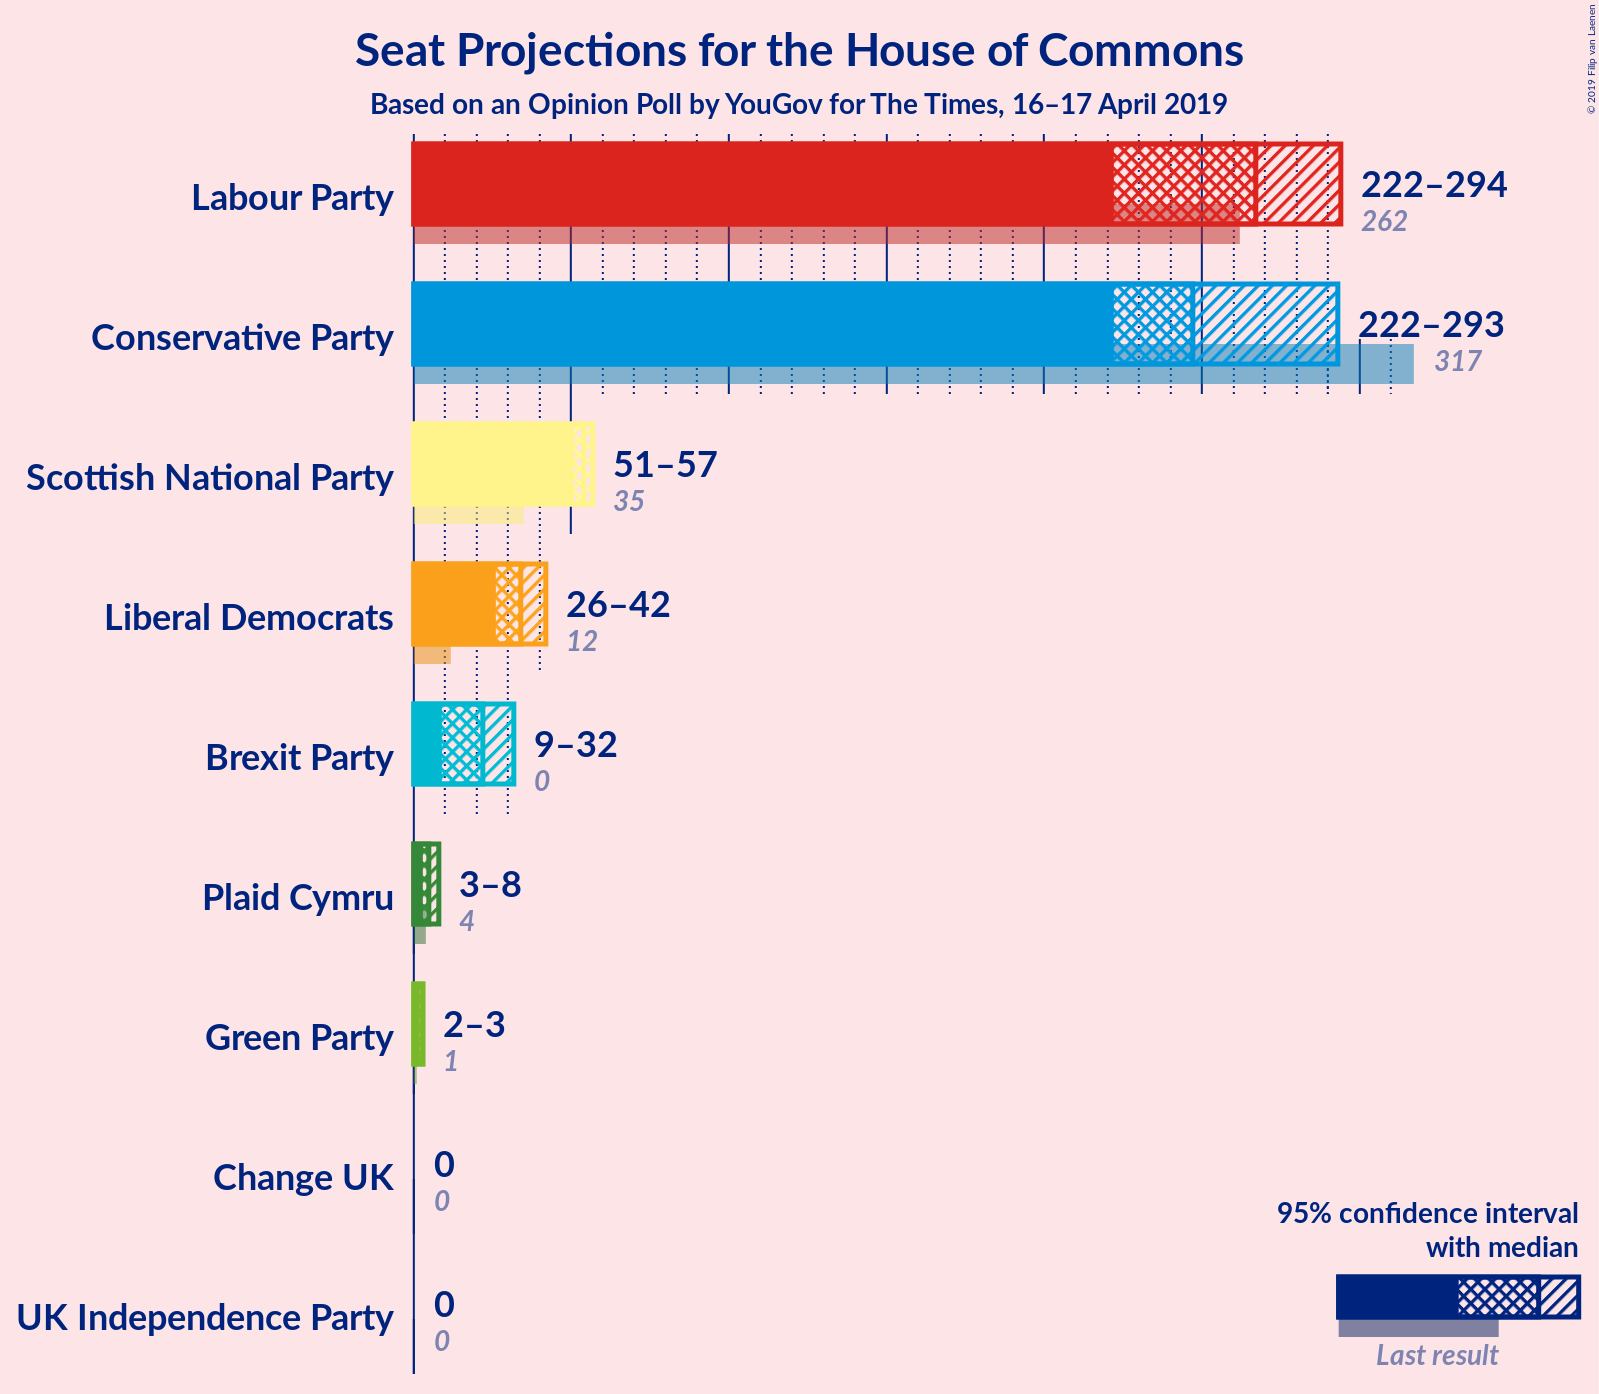 Seat Projections for the House of Commons
Based on an Opinion Poll by YouGov for The Times, 16–17 April 2019
© 2019 Filip van Laenen
Labour Party
222–294
262
Conservative Party
222–293
317
Scottish National Party
51–57
35
Liberal Democrats
26–42
12
Brexit Party
9–32
0
Plaid Cymru
3–8
4
Green Party
2–3
1
Change UK
0
0
UK Independence Party
0
0
95% confidence interval
with median
Last result